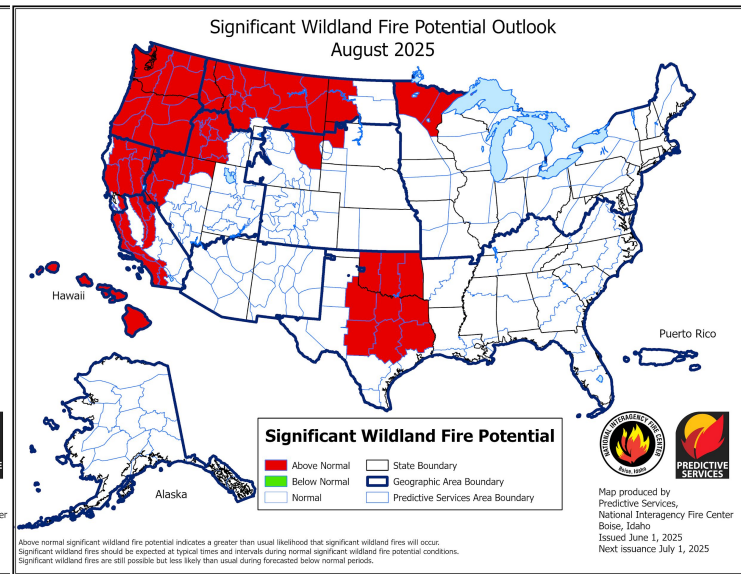 Significant Wildland Fire Potential Outlook
August 2025
Hawaii
Puerto Rico
Alaska
Significant Wildland Fire Potential
Above Normal
State Boundary
Below Normal
Geographic Area Boundary
Normal
Predictive Services Area Boundary
NATIONAL INTERAGENCY FIRE CENTER
Boise, Idaho
PREDICTIVE
SERVICES
Map produced by
Predictive Services,
National Interagency Fire Center
Boise, Idaho
Issued June 1, 2025
Next issuance July 1, 2025
Above normal significant wildland fire potential indicates a greater than usual likelihood that significant wildland fires will occur.
Significant wildland fires should be expected at typical times and intervals during normal significant wildland fire potential conditions.
Significant wildland fires are still possible but less likely than usual during forecasted below normal periods.